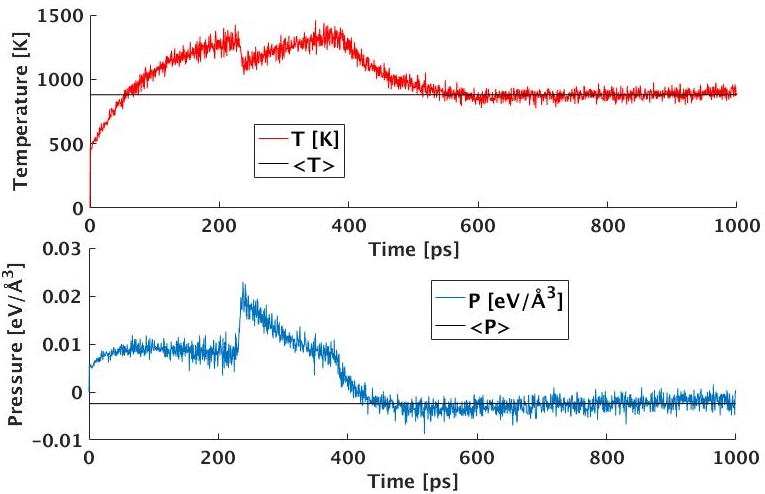 1500
1000
500
0
Temperature [K]
T [K]
<T>
0 200 400 600 800 1000
Time [ps]
0.03
0.02
0.01
0
-0.01
Pressure [eV/Å³]
P [eV/Å³]
<P>
0 200 400 600 800 1000
Time [ps]